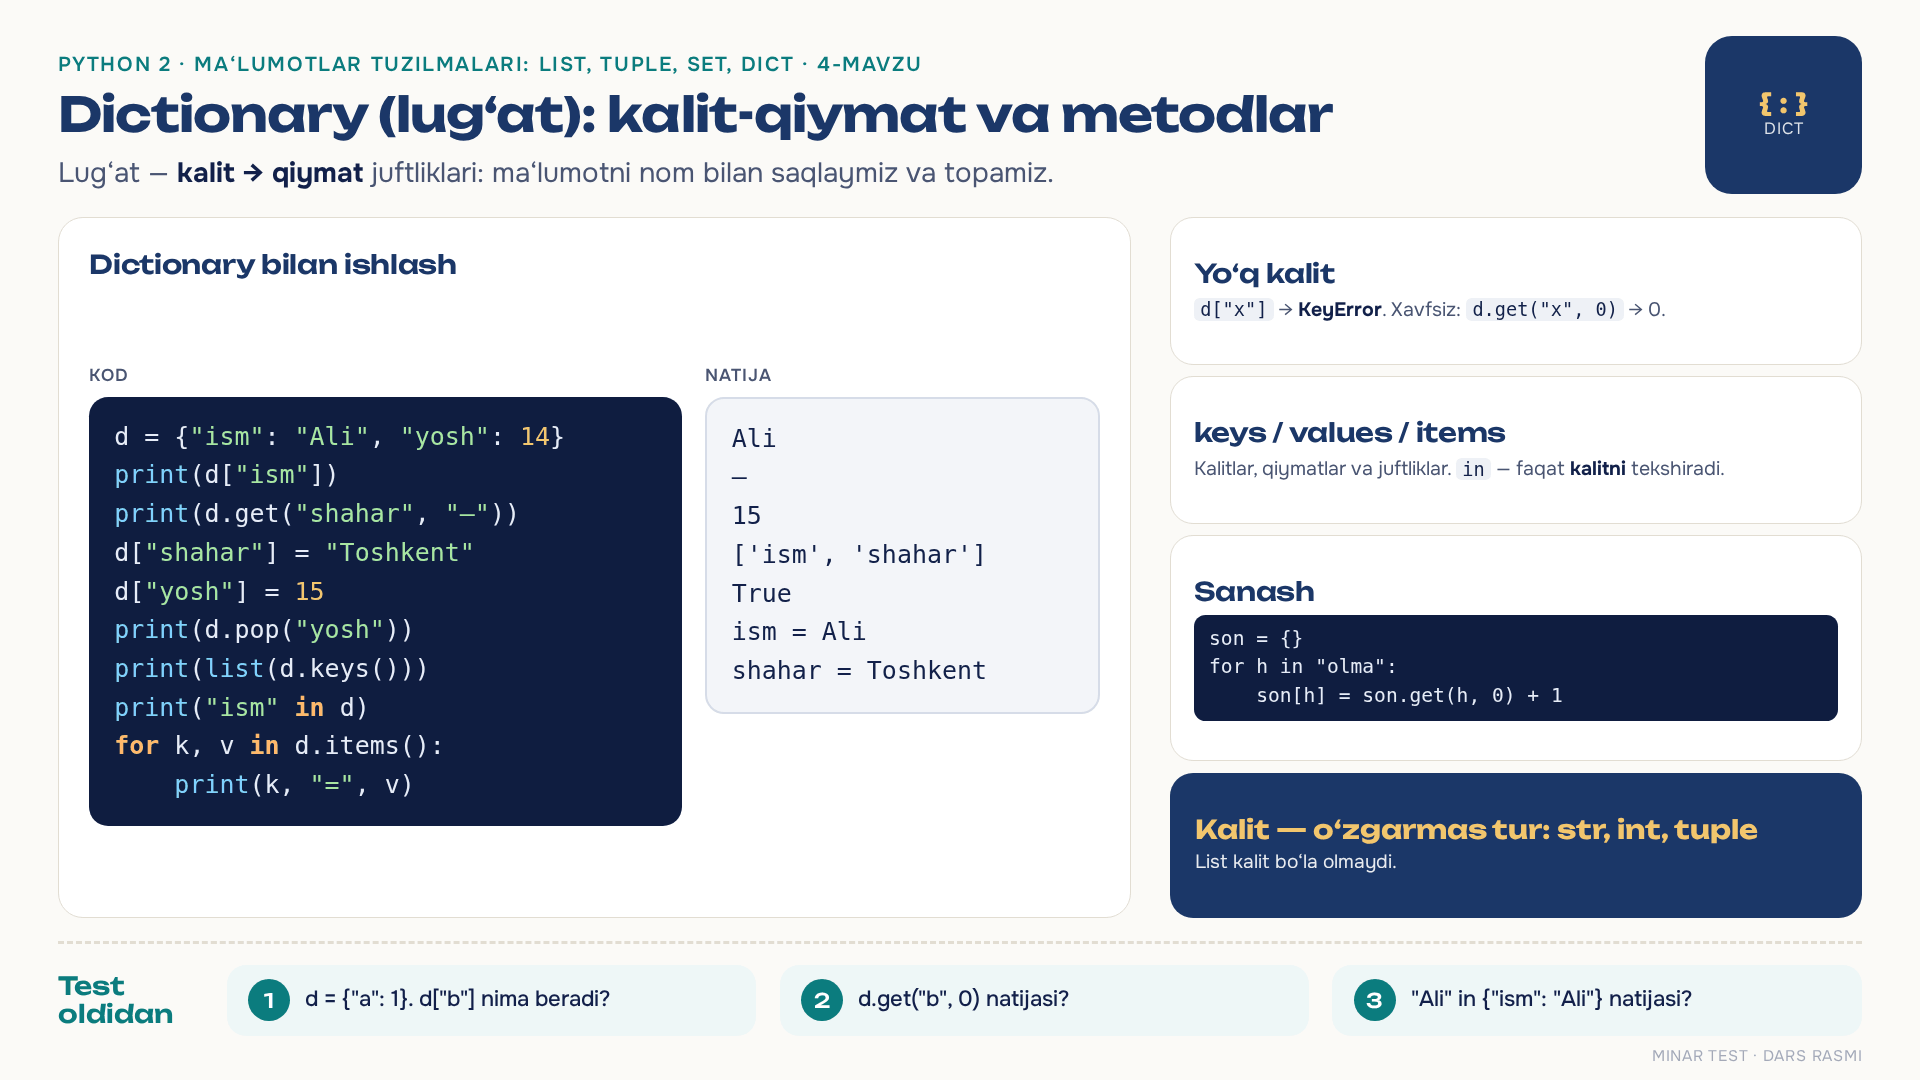 PYTHON 2 · MA‘LUMOTLAR TUZILMALARI: LIST, TUPLE, SET, DICT · 4-MAVZU
Dictionary (lug‘at): kalit-qiymat va metodlar
Lug‘at — kalit → qiymat juftliklari: ma‘lumotni nom bilan saqlaymiz va topamiz.
{:}
DICT
Dictionary bilan ishlash
KOD
d = {"ism": "Ali", "yosh": 14}
print(d["ism"])
print(d.get("shahar", "—"))
d["shahar"] = "Toshkent"
d["yosh"] = 15
print(d.pop("yosh"))
print(list(d.keys()))
print("ism" in d)
for k, v in d.items():
    print(k, "=", v)
NATIJA
Ali
—
15
['ism', 'shahar']
True
ism = Ali
shahar = Toshkent
Yo‘q kalit
d["x"] → KeyError. Xavfsiz: d.get("x", 0) → 0.
keys / values / items
Kalitlar, qiymatlar va juftliklar. in — faqat kalitni tekshiradi.
Sanash
son = {}
for h in "olma":
    son[h] = son.get(h, 0) + 1
Kalit — o‘zgarmas tur: str, int, tuple
List kalit bo‘la olmaydi.
Test
oldidan
1 d = {"a": 1}. d["b"] nima beradi?
2 d.get("b", 0) natijasi?
3 "Ali" in {"ism": "Ali"} natijasi?
MINAR TEST · DARS RASMI